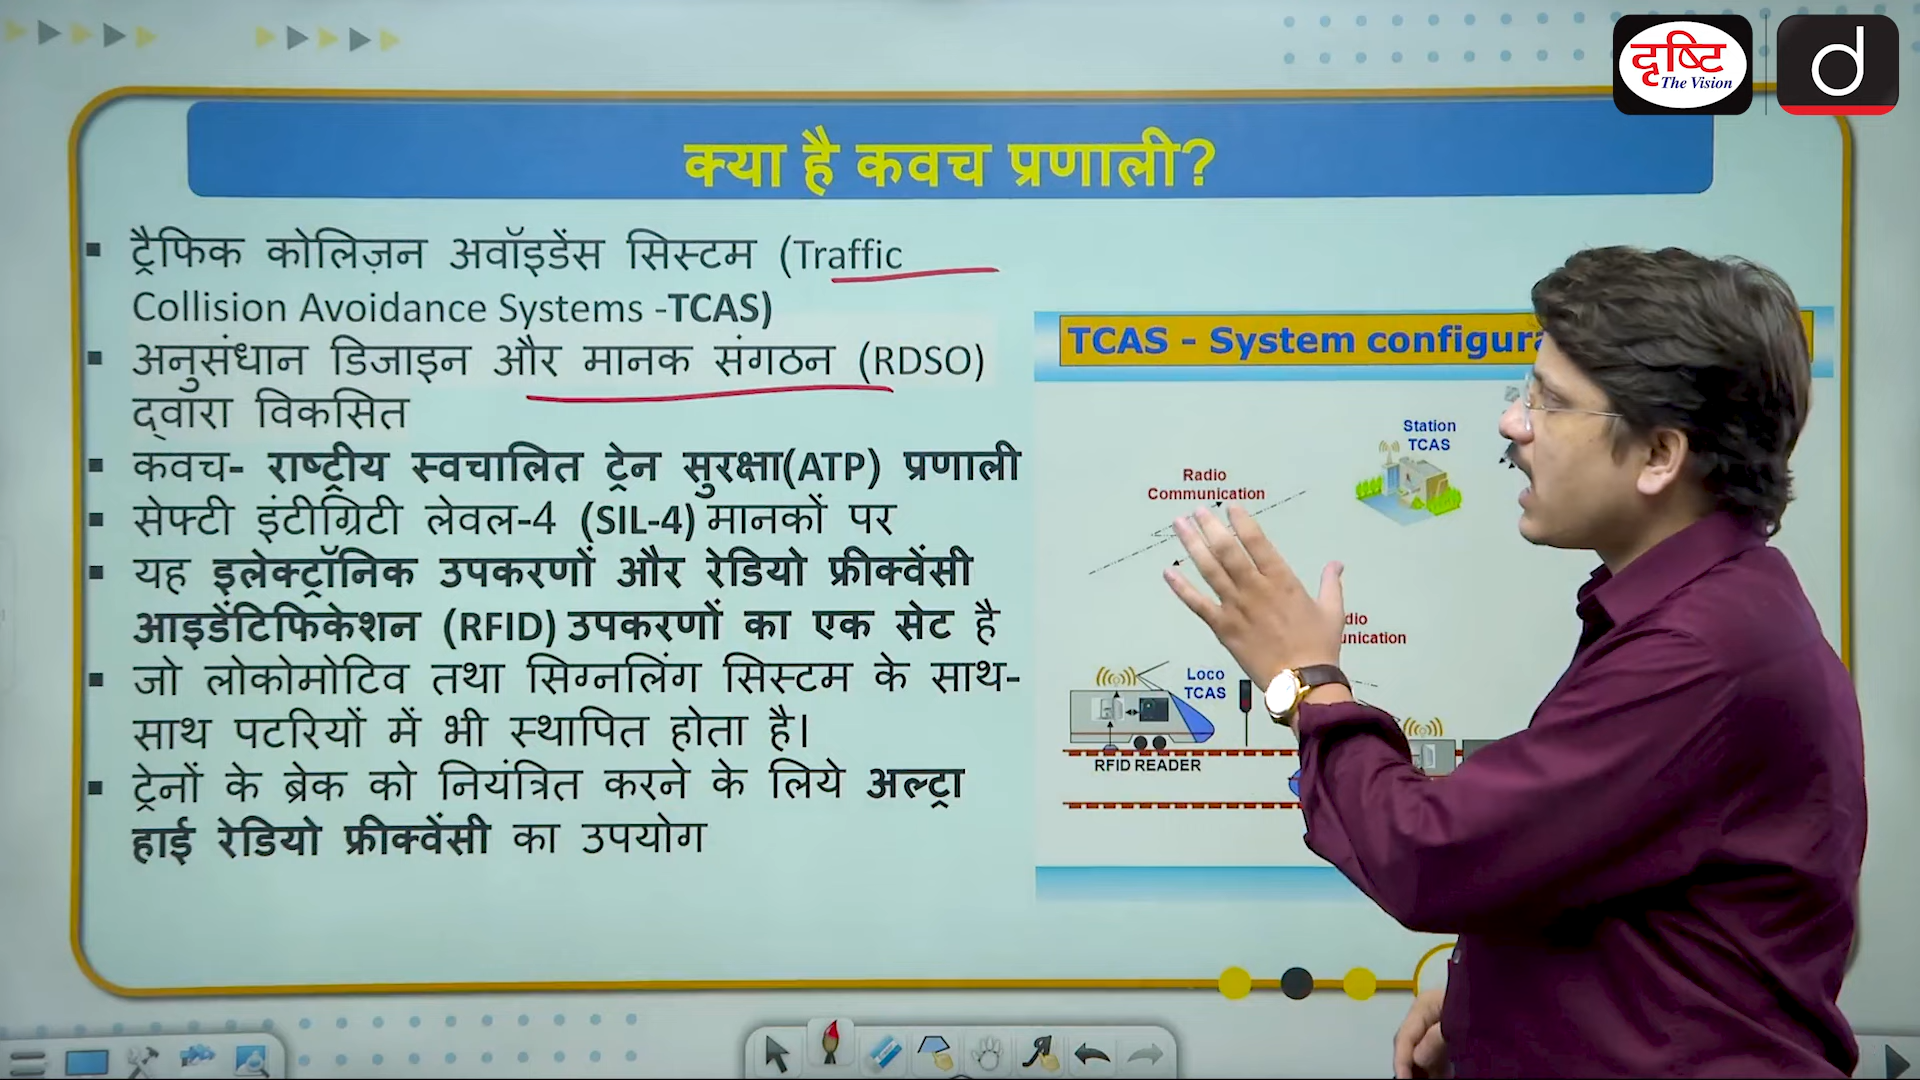 दृष्टि
The Vision
d
क्या है कवच प्रणाली?
▪ ट्रैफिक कोलिज़न अवॉइडेंस सिस्टम (Traffic
Collision Avoidance Systems -TCAS)
▪ अनुसंधान डिजाइन और मानक संगठन (RDSO)
द्वारा विकसित
▪ कवच- राष्ट्रीय स्वचालित ट्रेन सुरक्षा(ATP) प्रणाली
▪ सेफ्टी इंटीग्रिटी लेवल-4 (SIL-4) मानकों पर
▪ यह इलेक्ट्रॉनिक उपकरणों और रेडियो फ्रीक्वेंसी
आइडेंटिफिकेशन (RFID) उपकरणों का एक सेट है
▪ जो लोकोमोटिव तथा सिग्नलिंग सिस्टम के साथ-
साथ पटरियों में भी स्थापित होता है।
▪ ट्रेनों के ब्रेक को नियंत्रित करने के लिये अल्ट्रा
हाई रेडियो फ्रीक्वेंसी का उपयोग
TCAS - System
Station
TCAS
Radio
Communication
Loco
TCAS
RFID READER